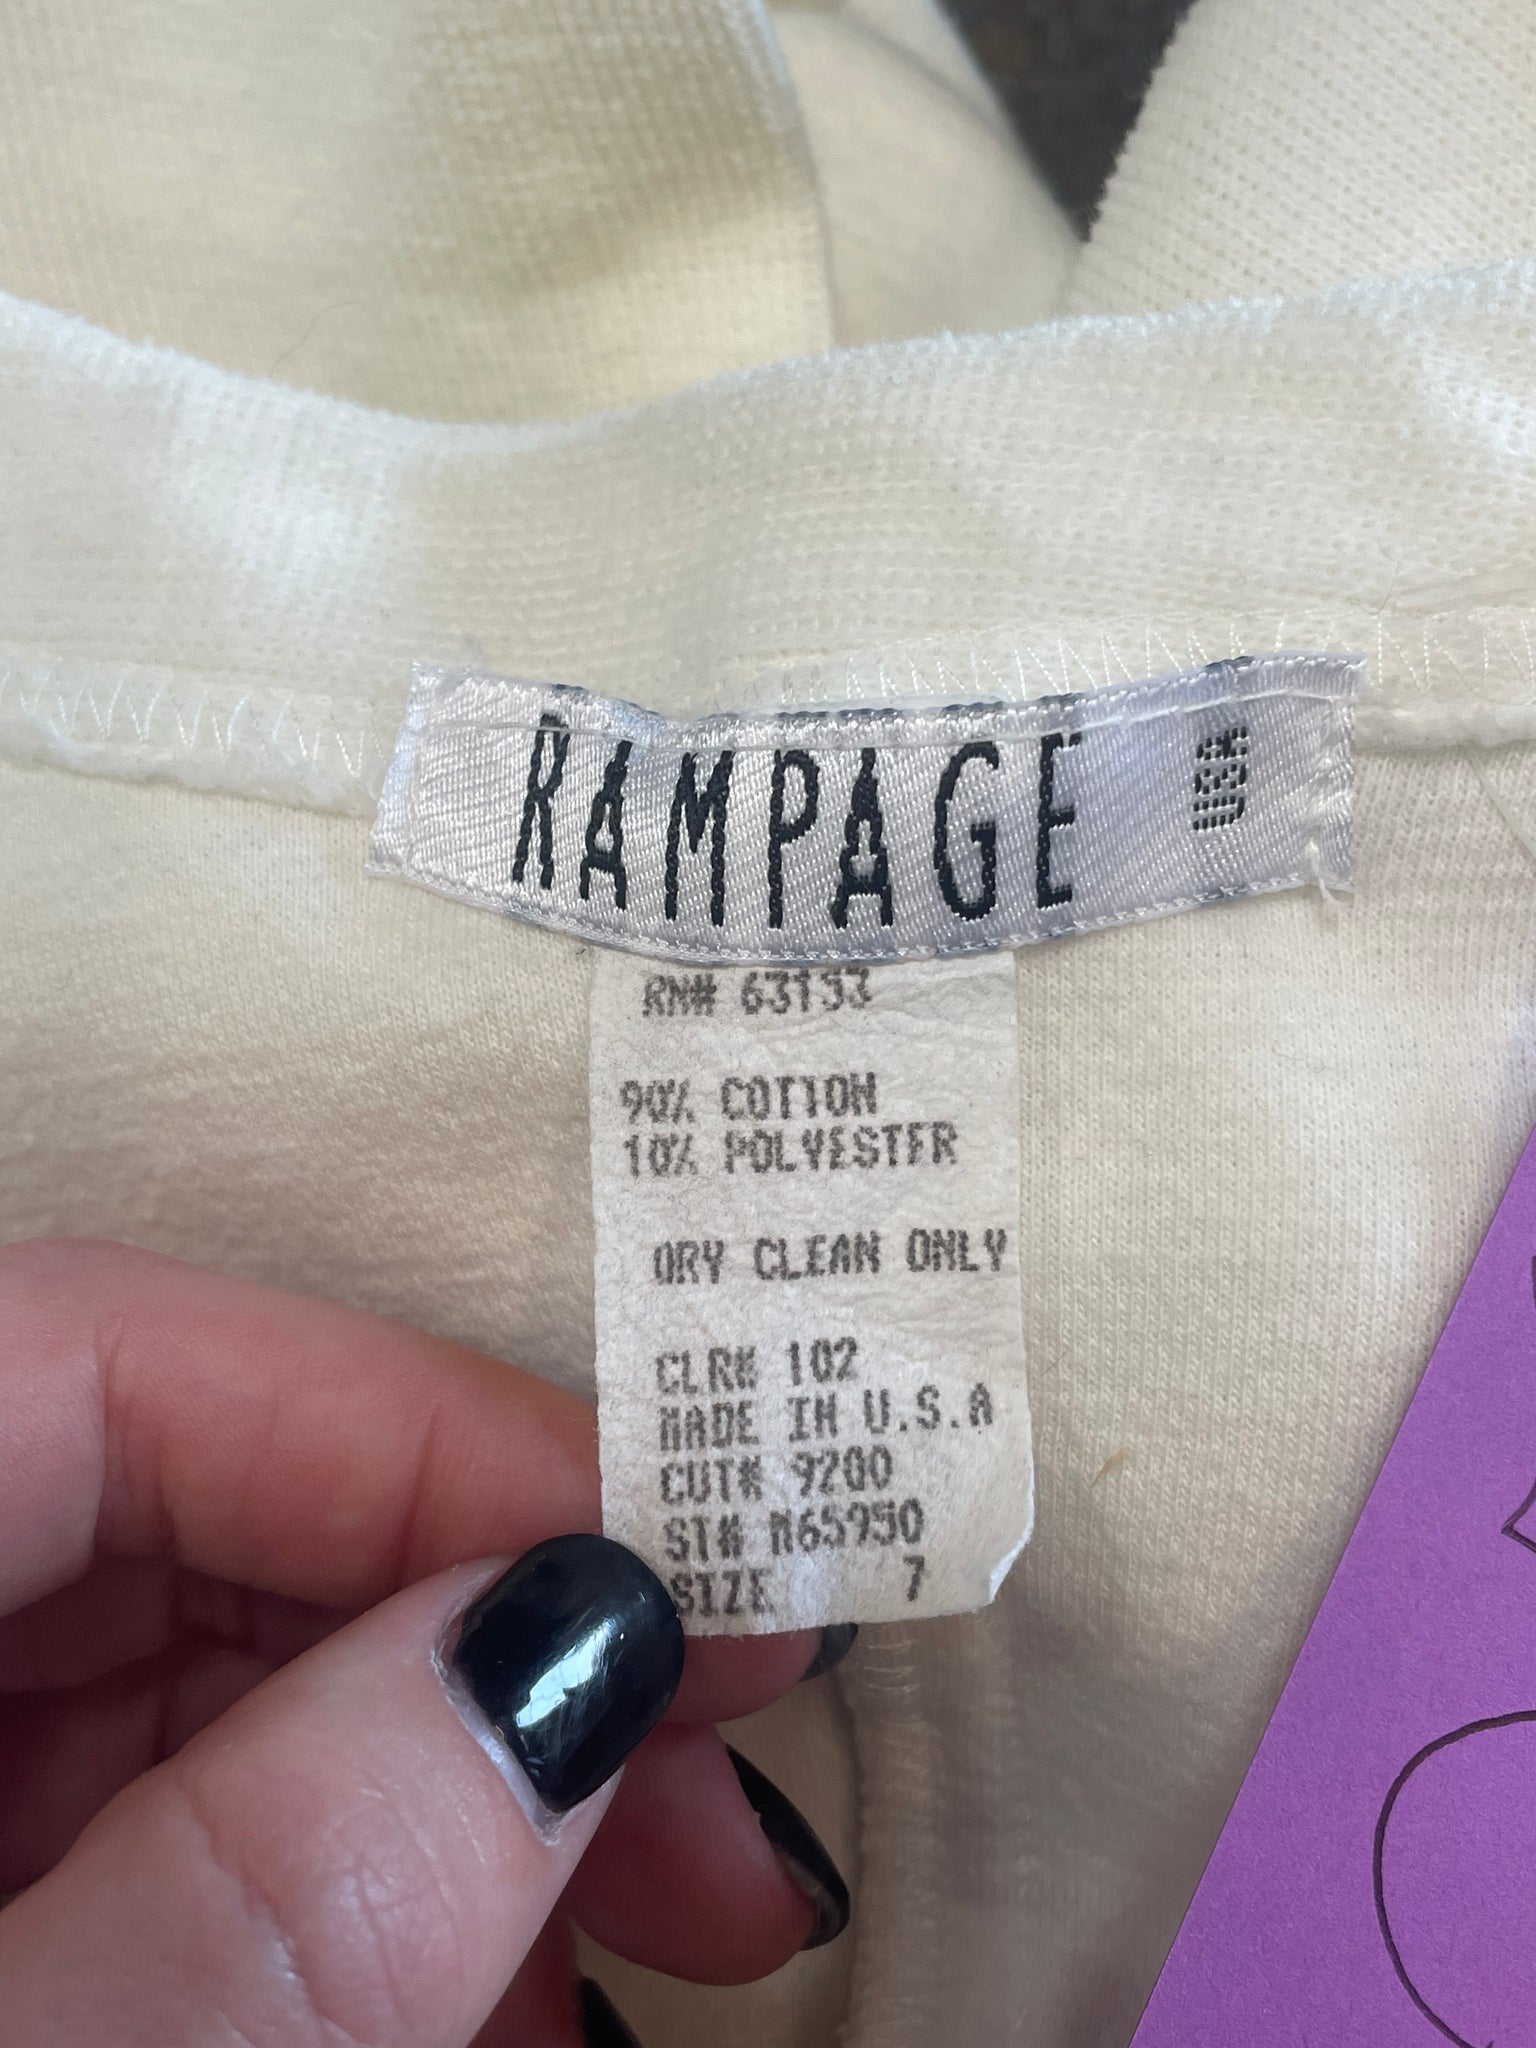 RAMPAGE
USA
RN# 63133
90% COTTON
10% POLYESTER
DRY CLEAN ONLY
CLR# 102
MADE IN U.S.A
CUT# 9200
ST# M65950
SIZE 7